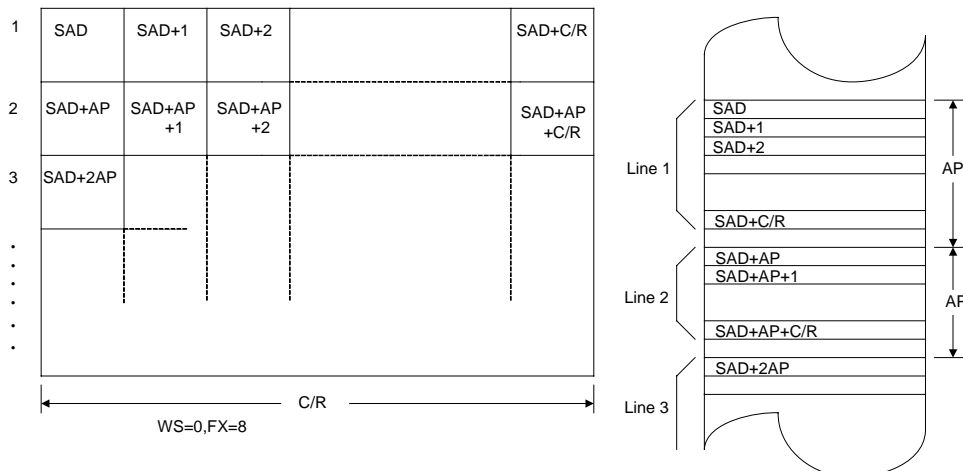 1
SAD
SAD+1
SAD+2
SAD+C/R
2
SAD+AP
SAD+AP
+1
SAD+AP
+2
SAD+AP
+C/R
3
SAD+2AP
C/R
WS=0,FX=8
Line 1
SAD
SAD+1
SAD+2
SAD+C/R
AP
Line 2
SAD+AP
SAD+AP+1
SAD+AP+C/R
AP
Line 3
SAD+2AP